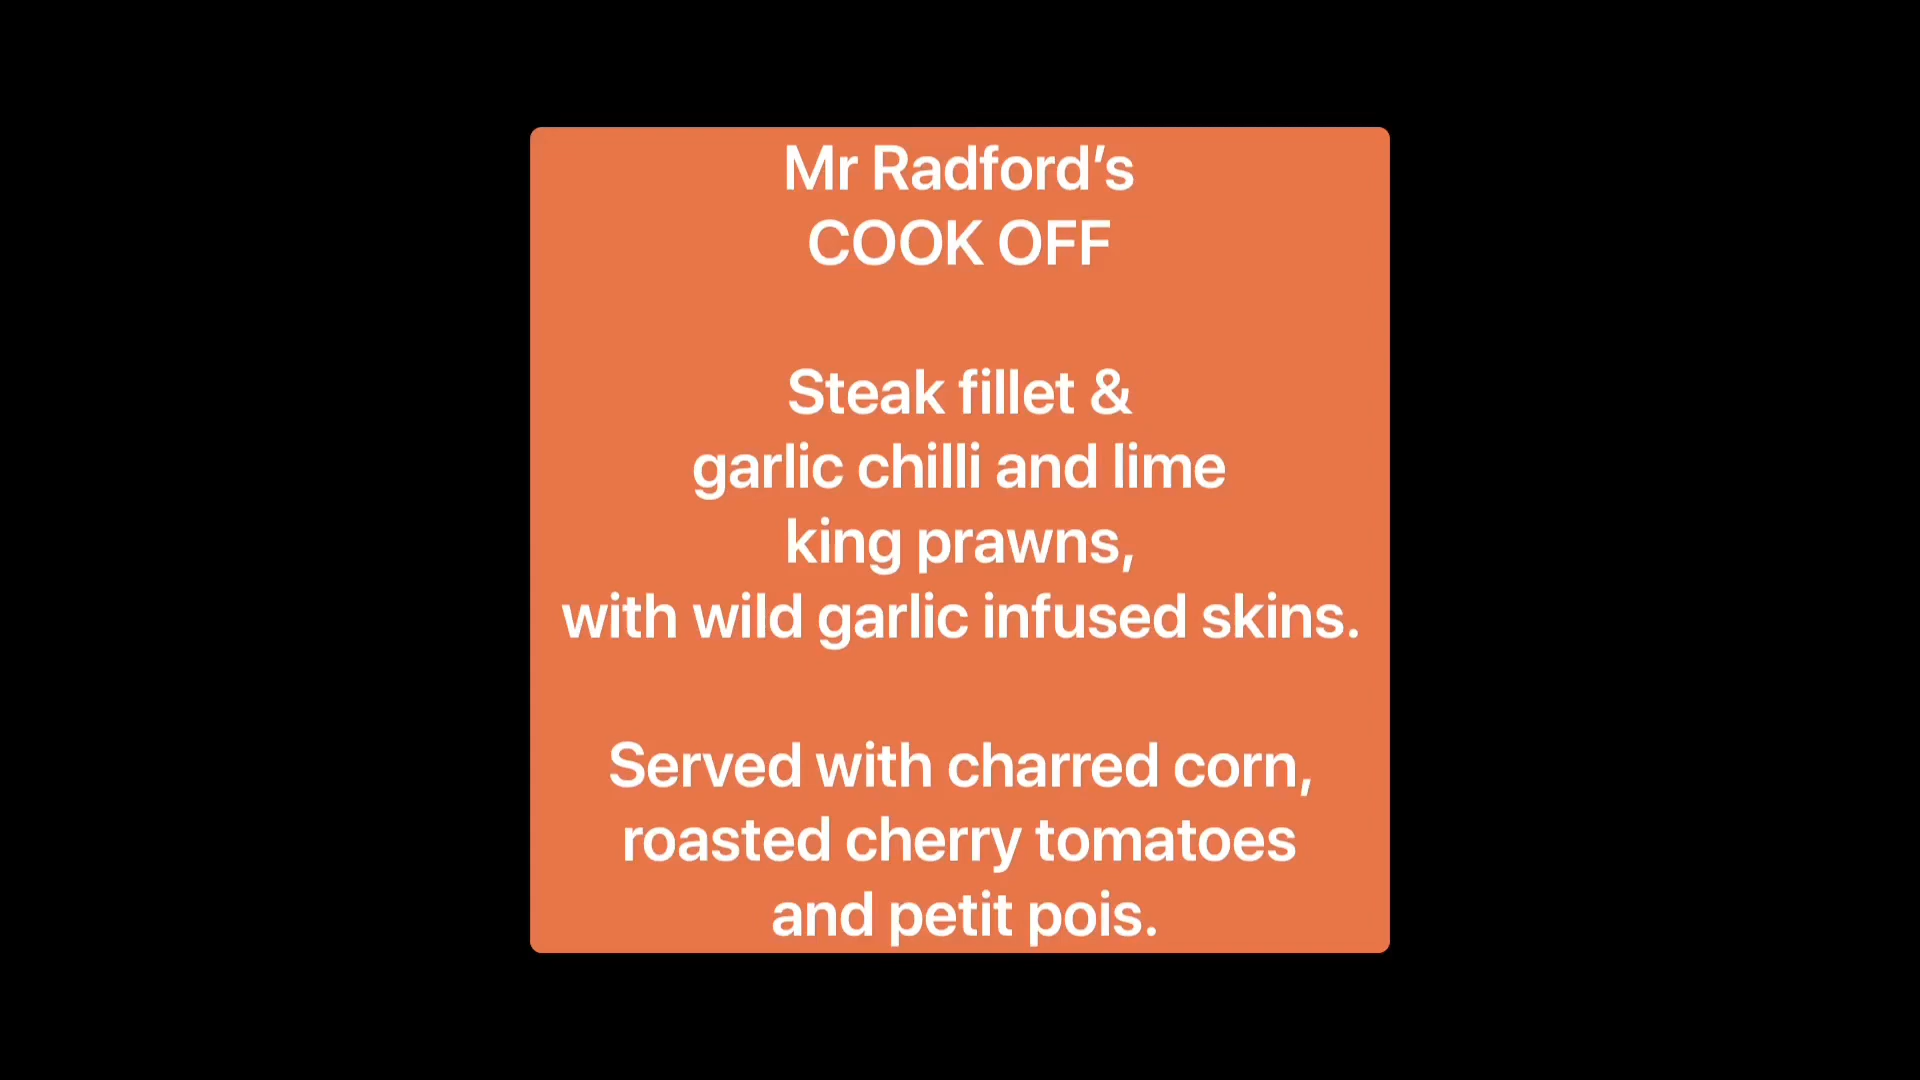 Mr Radford’s
COOK OFF
Steak fillet &
garlic chilli and lime
king prawns,
with wild garlic infused skins.
Served with charred corn,
roasted cherry tomatoes
and petit pois.